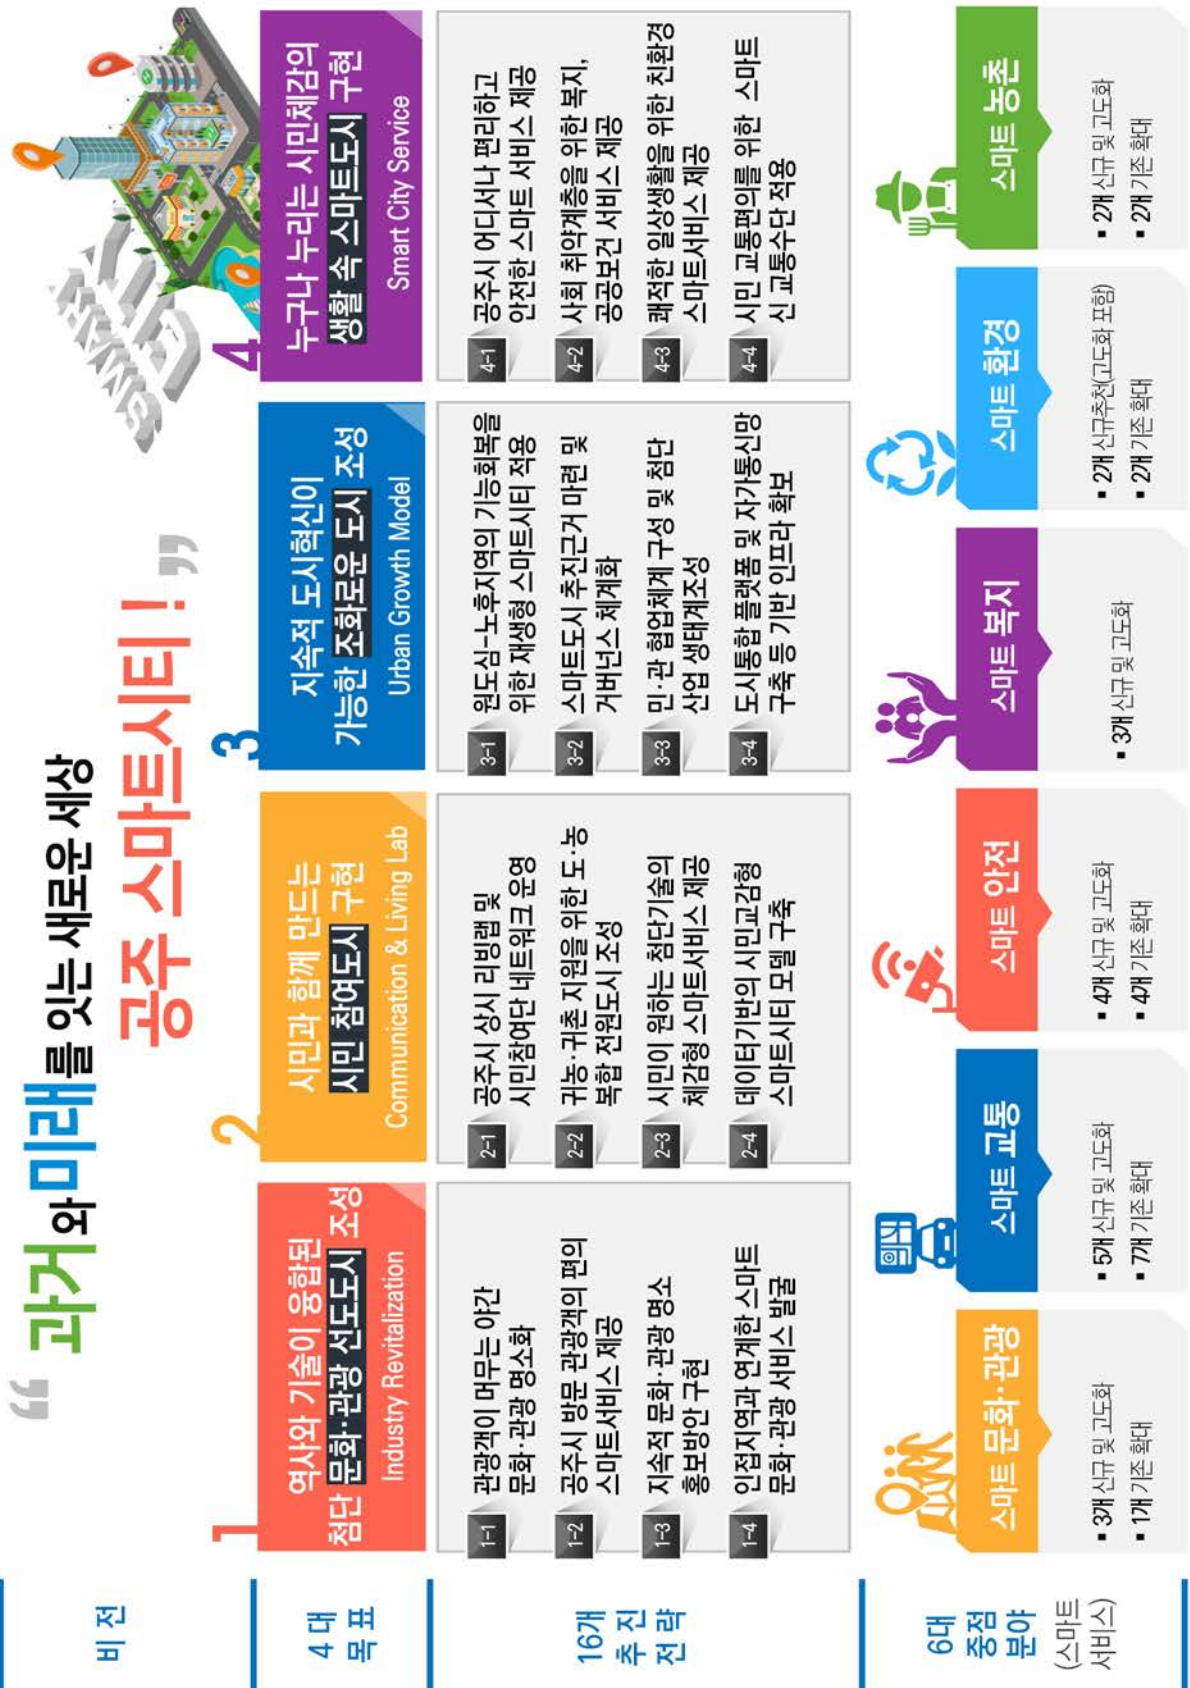 비 전
“ 과거와 미래를 잇는 새로운 세상
공주 스마트시티 ! ”
4 대
목 표
1
역사와 기술이 융합된
첨단 문화·관광 선도도시 조성
Industry Revitalization
2
시민과 함께 만드는
시민 참여도시 구현
Communication & Living Lab
3
지속적 도시혁신이
가능한 조화로운 도시 조성
Urban Growth Model
4
누구나 누리는 시민체감의
생활 속 스마트도시 구현
Smart City Service
16개
추 진
전 략
1-1 관광객이 머무는 야간
문화·관광 명소화
1-2 공주시 방문 관광객의 편의
스마트서비스 제공
1-3 지속적 문화·관광 명소
홍보방안 구현
1-4 인접지역과 연계한 스마트
문화·관광 서비스 발굴
2-1 공주시 상시 리빙랩 및
시민참여단 네트워크 운영
2-2 귀농·귀촌 지원을 위한 도·농
복합 전원도시 조성
2-3 시민이 원하는 첨단기술의
체감형 스마트서비스 제공
2-4 데이터기반의 시민교감형
스마트시티 모델 구축
3-1 원도심-노후지역의 기능회복을
위한 재생형 스마트시티 적용
3-2 스마트도시 추진근거 마련 및
거버넌스 체계화
3-3 민·관 협업체계 구성 및 첨단
산업 생태계조성
3-4 도시통합 플랫폼 및 자가통신망
구축 등 기반 인프라 확보
4-1 공주시 어디서나 편리하고
안전한 스마트 서비스 제공
4-2 사회 취약계층을 위한 복지,
공공보건 서비스 제공
4-3 쾌적한 일상생활을 위한 친환경
스마트서비스 제공
4-4 시민 교통편의를 위한 스마트
신 교통수단 적용
6대
중점
분야
(스마트
서비스)
스마트 문화·관광
▪ 3개 신규 및 고도화
▪ 1개 기존 확대
스마트 교통
▪ 5개 신규 및 고도화
▪ 7개 기존 확대
스마트 안전
▪ 4개 신규 및 고도화
▪ 4개 기존 확대
스마트 복지
▪ 3개 신규 및 고도화
스마트 환경
▪ 2개 신규추천(고도화 포함)
▪ 2개 기존 확대
스마트 농촌
▪ 2개 신규 및 고도화
▪ 2개 기존 확대